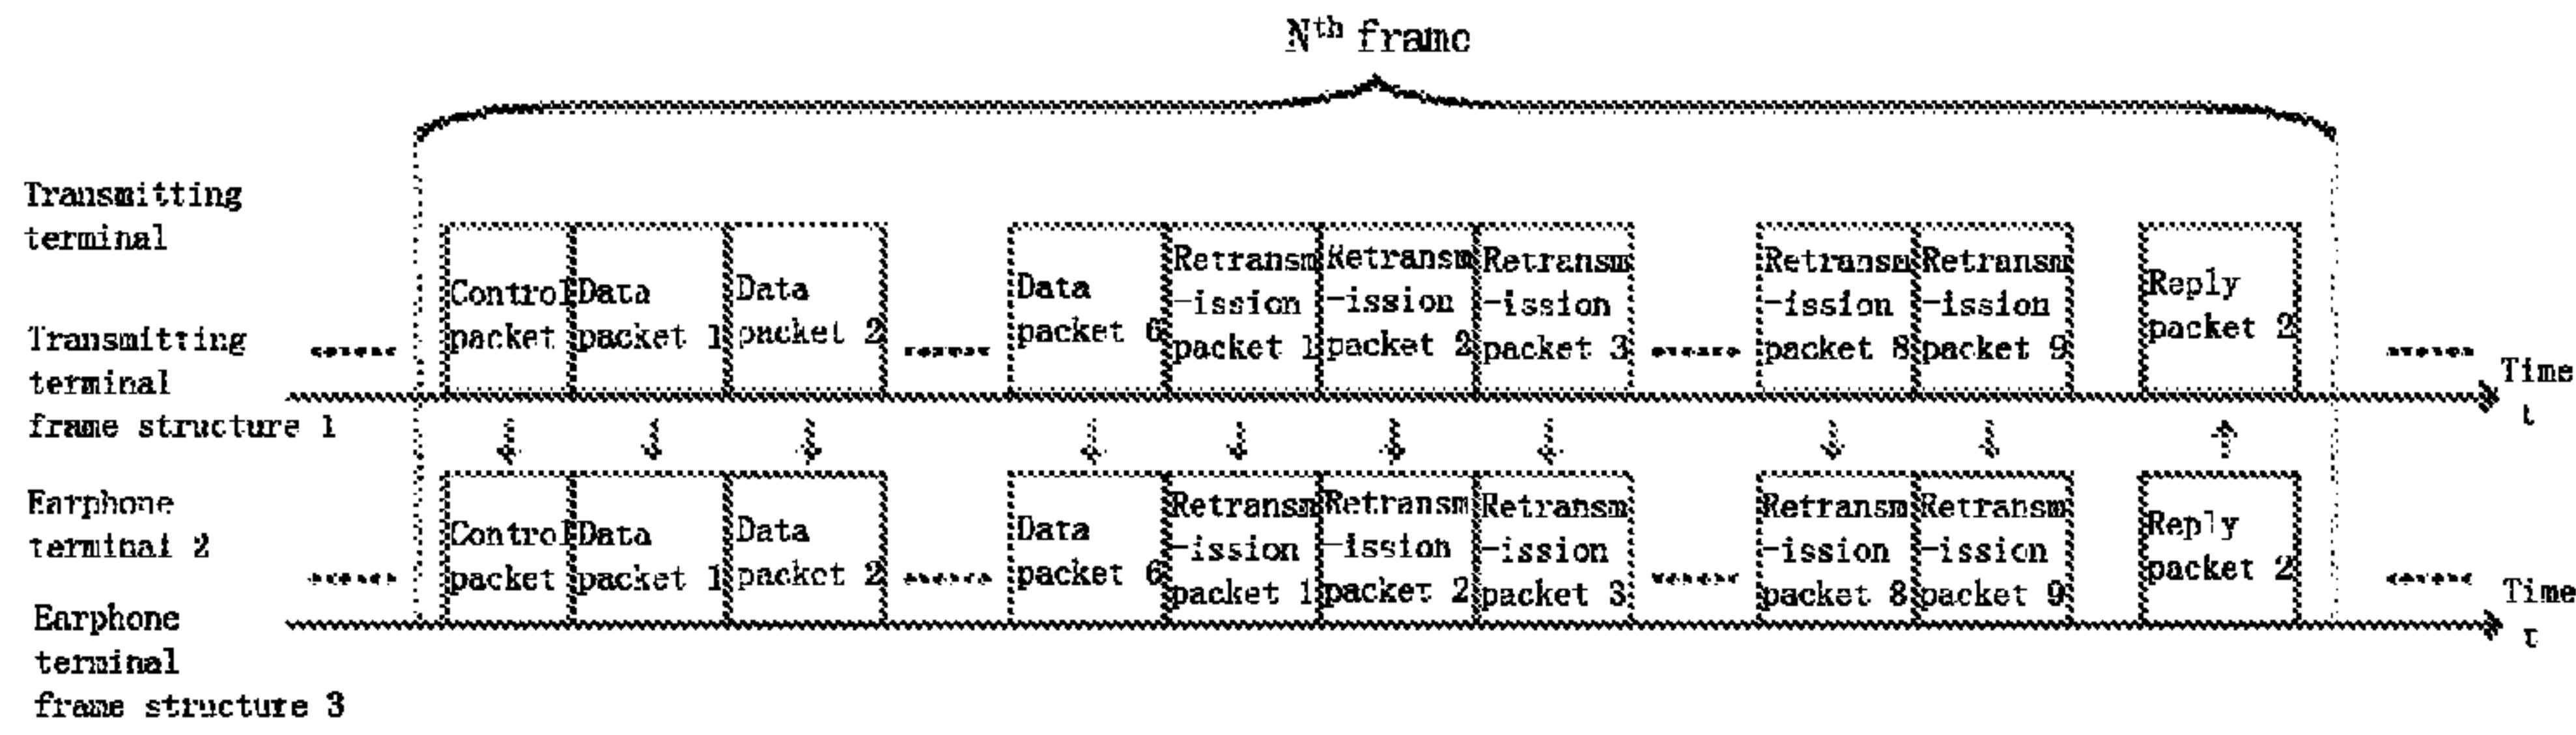 Nth frame
Transmitting
terminal
Transmitting
terminal
frame structure 1
Control
packet
Data
packet 1
Data
packet 2
Data
packet 6
Retransm
-ission
packet 1
Retransm
-ission
packet 2
Retransm
-ission
packet 3
Retransm
-ission
packet 8
Retransm
-ission
packet 9
Reply
packet 2
Time
t
Earphone
terminal 2
Earphone
terminal
frame structure 3
Control
packet
Data
packet 1
Data
packet 2
Data
packet 6
Retransm
-ission
packet 1
Retransm
-ission
packet 2
Retransm
-ission
packet 3
Retransm
-ission
packet 8
Retransm
-ission
packet 9
Reply
packet 2
Time
t